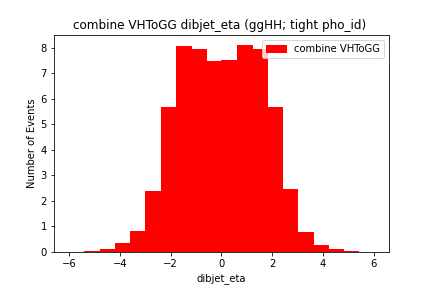 combine VHToGG dibjet_eta (ggHH; tight pho_id)
combine VHToGG
Number of Events
8
7
6
5
4
3
2
1
0
−6 −4 −2 0 2 4 6
dibjet_eta